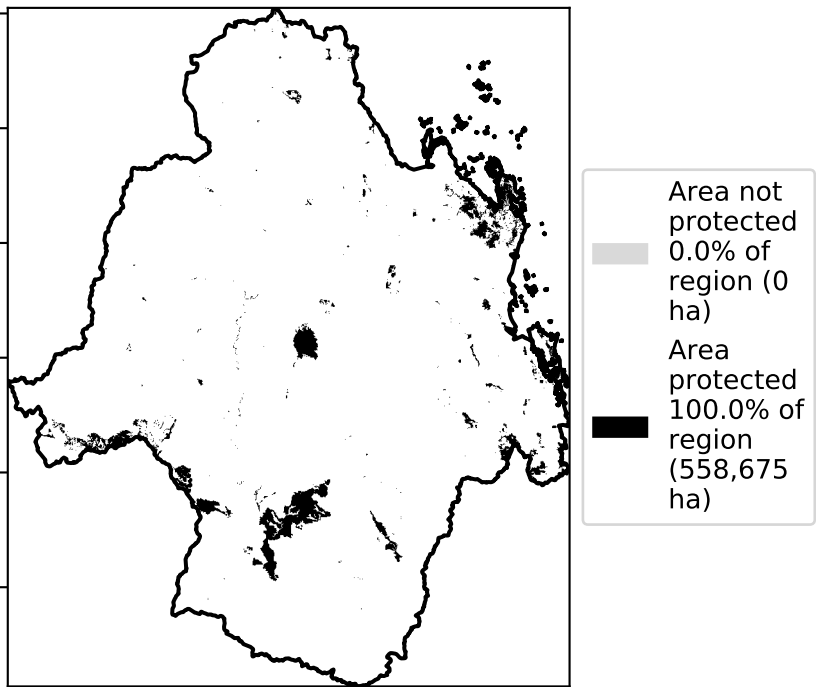 Area not
protected
0.0% of
region (0
ha)
Area
protected
100.0% of
region
(558,675
ha)